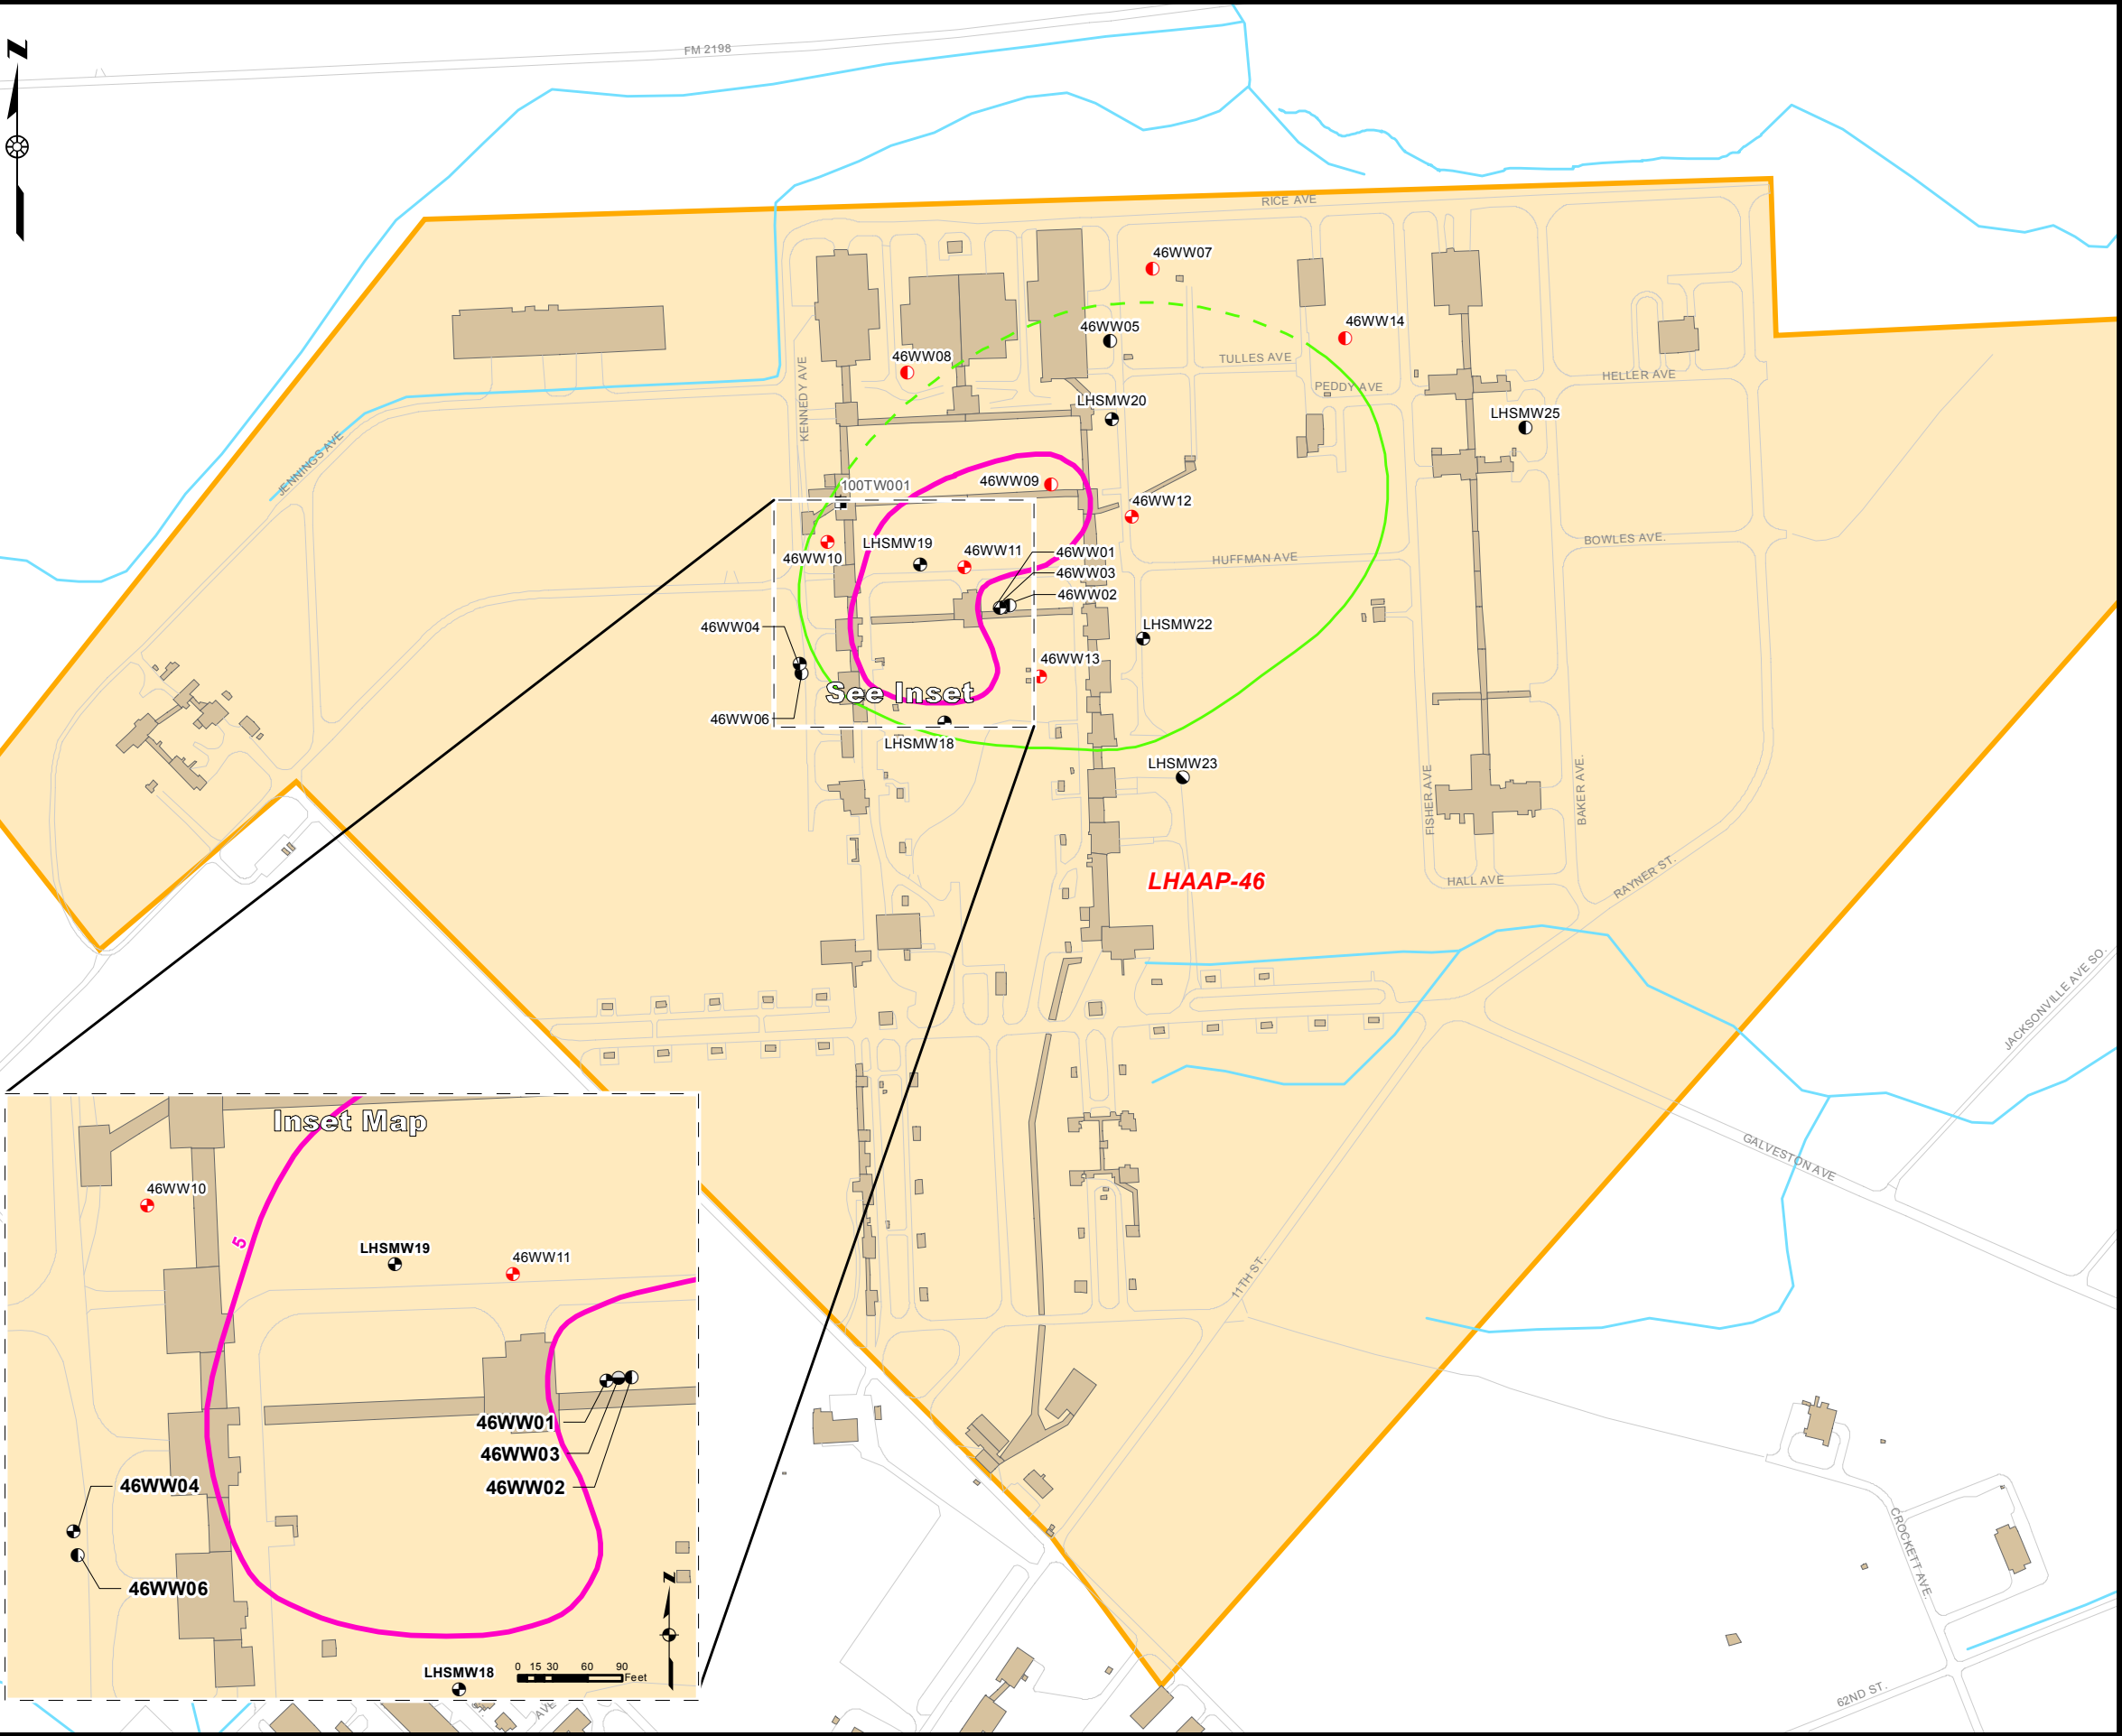 N
FM 2198
RICE AVE
46WW07
46WW05
46WW14
46WW08
TULLES AVE
KENNEDY AVE
PEDDY AVE
HELLER AVE
LHSMW20
LHSMW25
JENNINGS AVE
46WW09
100TW001
46WW12
LHSMW19
46WW11
46WW01
46WW10
HUFFMAN AVE
BOWLES AVE.
46WW03
46WW02
46WW04
LHSMW22
46WW13
See Inset
46WW06
LHSMW18
LHSMW23
FISHER AVE
BAKER AVE.
LHAAP-46
HALL AVE
RAYNER ST.
JACKSONVILLE AVE SO.
GALVESTON AVE
11TH ST.
CROCKETT AVE.
62ND ST.
Inset Map
46WW10
5
LHSMW19
46WW11
46WW01
46WW03
46WW04
46WW02
N
46WW06
LHSMW18
0 15 30 60 90
Feet
AVE